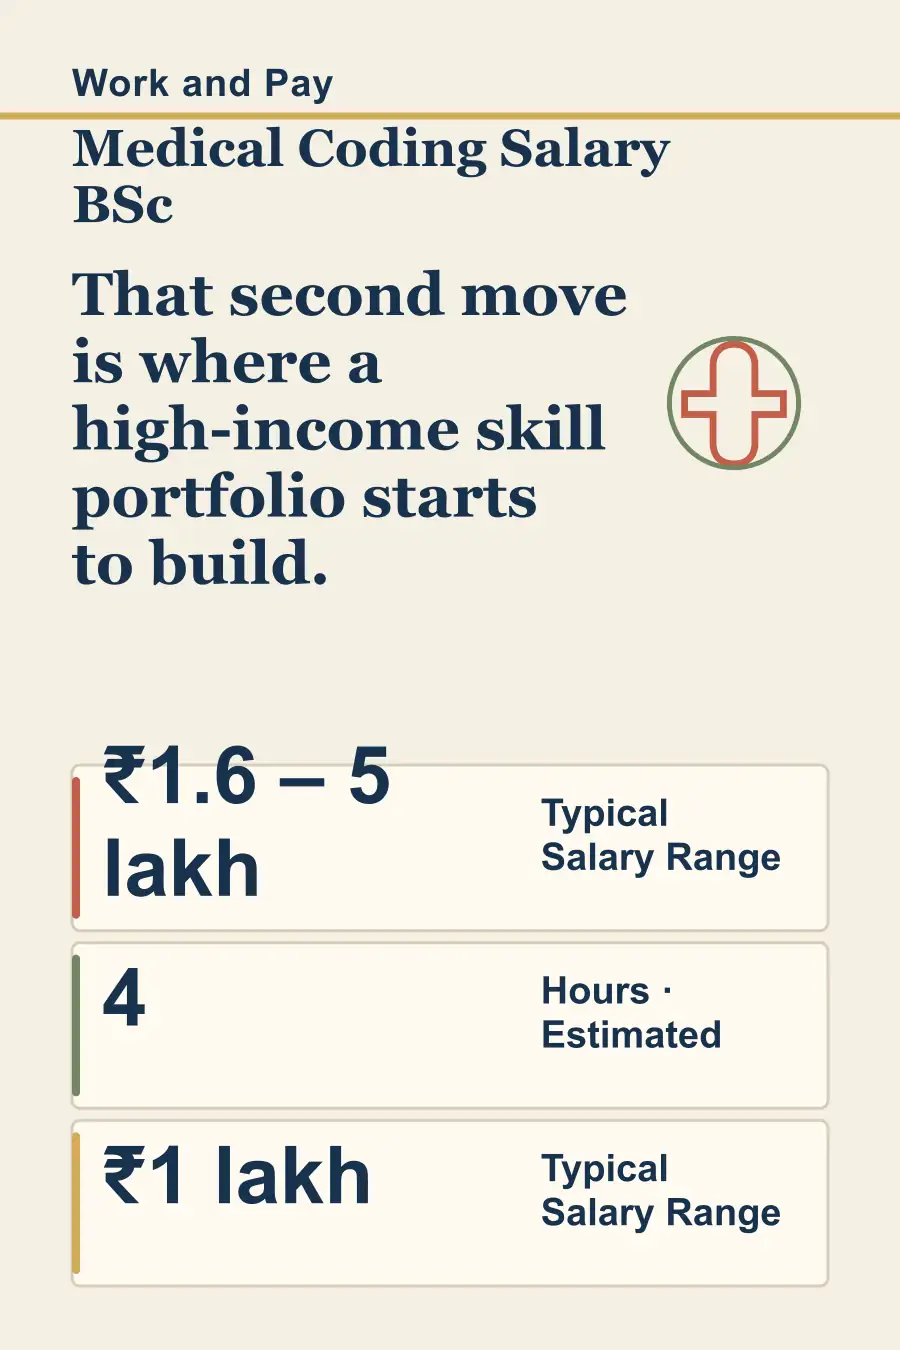 Work and Pay
Medical Coding Salary
BSc
That second move
is where a
high-income skill
portfolio starts
to build.
₹1.6 – 5
lakh
Typical
Salary Range
4
Hours ·
Estimated
₹1 lakh
Typical
Salary Range